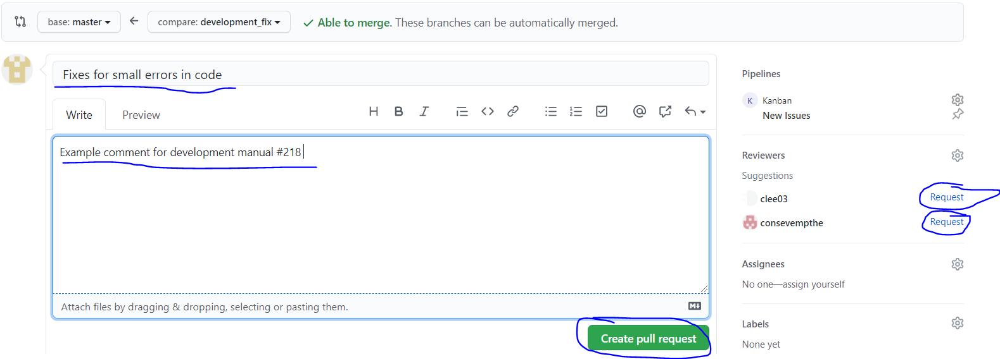 base: master
compare: development_fix
Able to merge. These branches can be automatically merged.
Fixes for small errors in code
Write
Preview
H B I
Example comment for development manual #218
Attach files by dragging & dropping, selecting or pasting them.
M
Create pull request
Pipelines
K Kanban
New Issues
Reviewers
Suggestions
clee03 Request
consevempthe Request
Assignees
No one—assign yourself
Labels
None yet